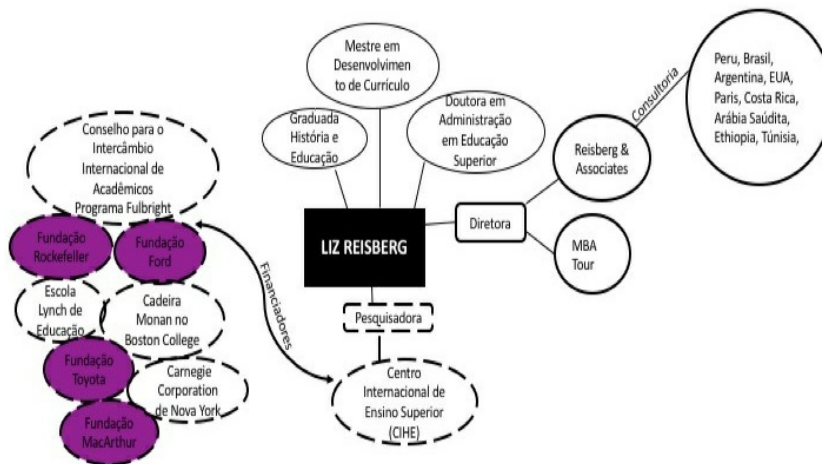 Mestre em
Desenvolvimen
to de Currículo
Graduada
História e
Educação
Doutora em
Administração
em Educação
Superior
Peru, Brasil,
Argentina, EUA,
Paris, Costa Rica,
Arábia Saúdita,
Ethiopia, Túnisia,
Consultoria
Reisberg &
Associates
Conselho para o
Intercâmbio
Internacional de
Acadêmicos
Programa Fulbright
LIZ REISBERG
Diretora
MBA
Tour
Fundação
Rockefeller
Fundação
Ford
Financiadores
Escola
Lynch de
Educação
Cadeira
Monan no
Boston College
Pesquisadora
Fundação
Toyota
Carnegie
Corporation
de Nova York
Centro
Internacional de
Ensino Superior
(CIHE)
Fundação
MacArthur